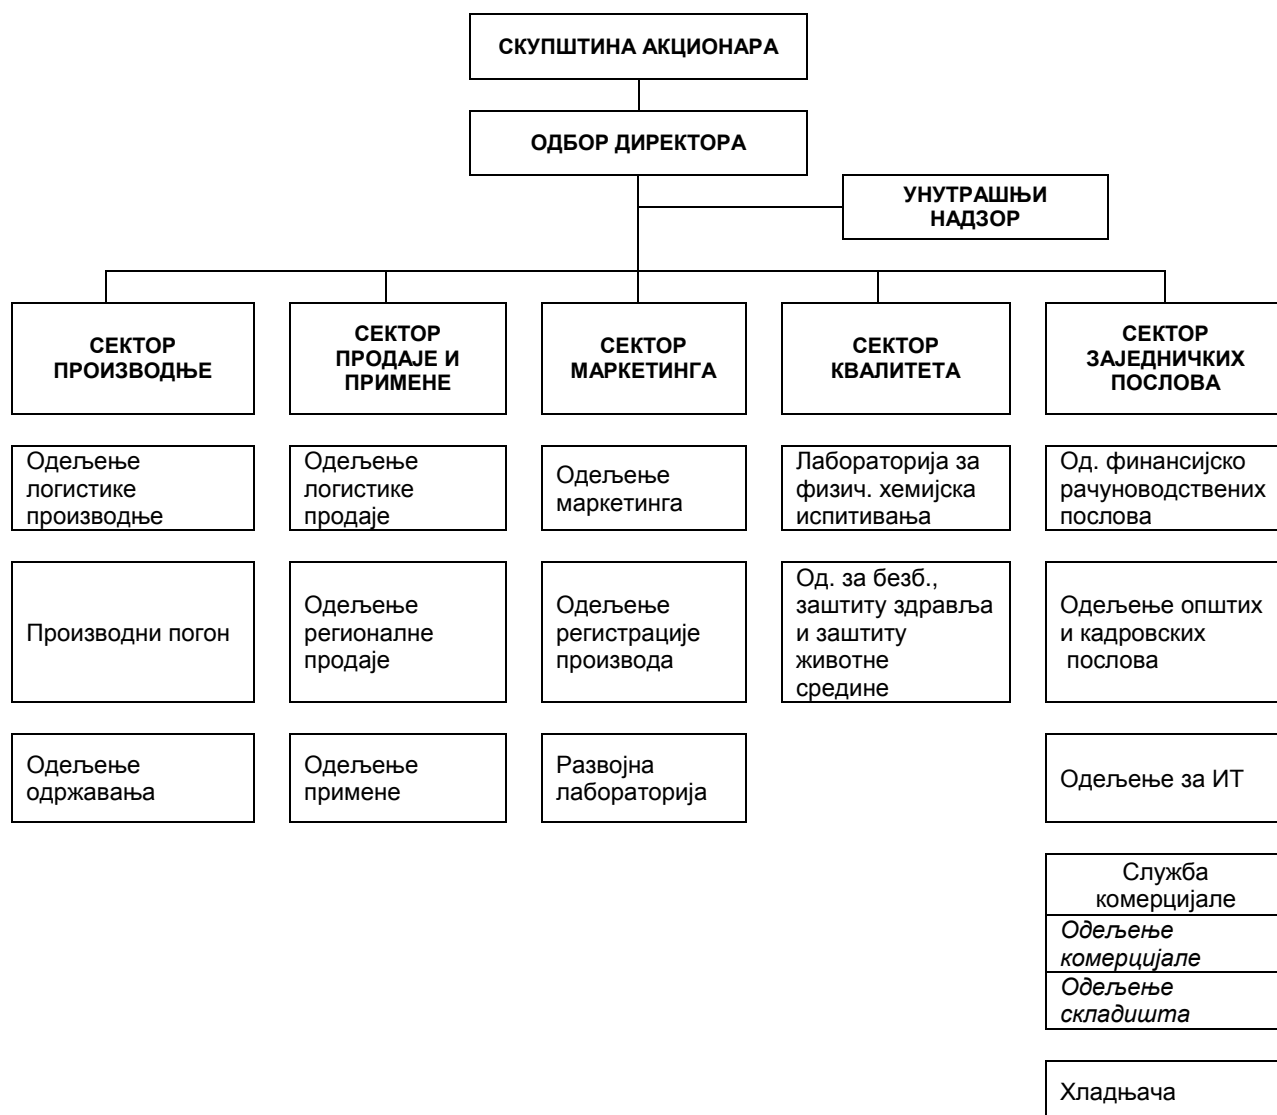 СКУПШТИНА АКЦИОНАРА
ОДБОР ДИРЕКТОРА
УНУТРАШЊИ
НАДЗОР
СЕКТОР
ПРОИЗВОДЊЕ
СЕКТОР
ПРОДАЈЕ И
ПРИМЕНЕ
СЕКТОР
МАРКЕТИНГА
СЕКТОР
КВАЛИТЕТА
СЕКТОР
ЗАЈЕДНИЧКИХ
ПОСЛОВА
Одељење
логистике
производње
Одељење
логистике
продаје
Одељење
маркетинга
Лабораторија за
физич. хемијска
испитивања
Од. финансијско
рачуноводствених
послова
Производни погон
Одељење
регионалне
продаје
Одељење
регистрације
производа
Од. за безб.,
заштиту здравља
и заштиту
животне
средине
Одељење општих
и кадровских
послова
Одељење
одржавања
Одељење
примене
Развојна
лабораторија
Одељење за ИТ
Служба
комерцијале
Одељење
комерцијале
Одељење
складишта
Хладњача